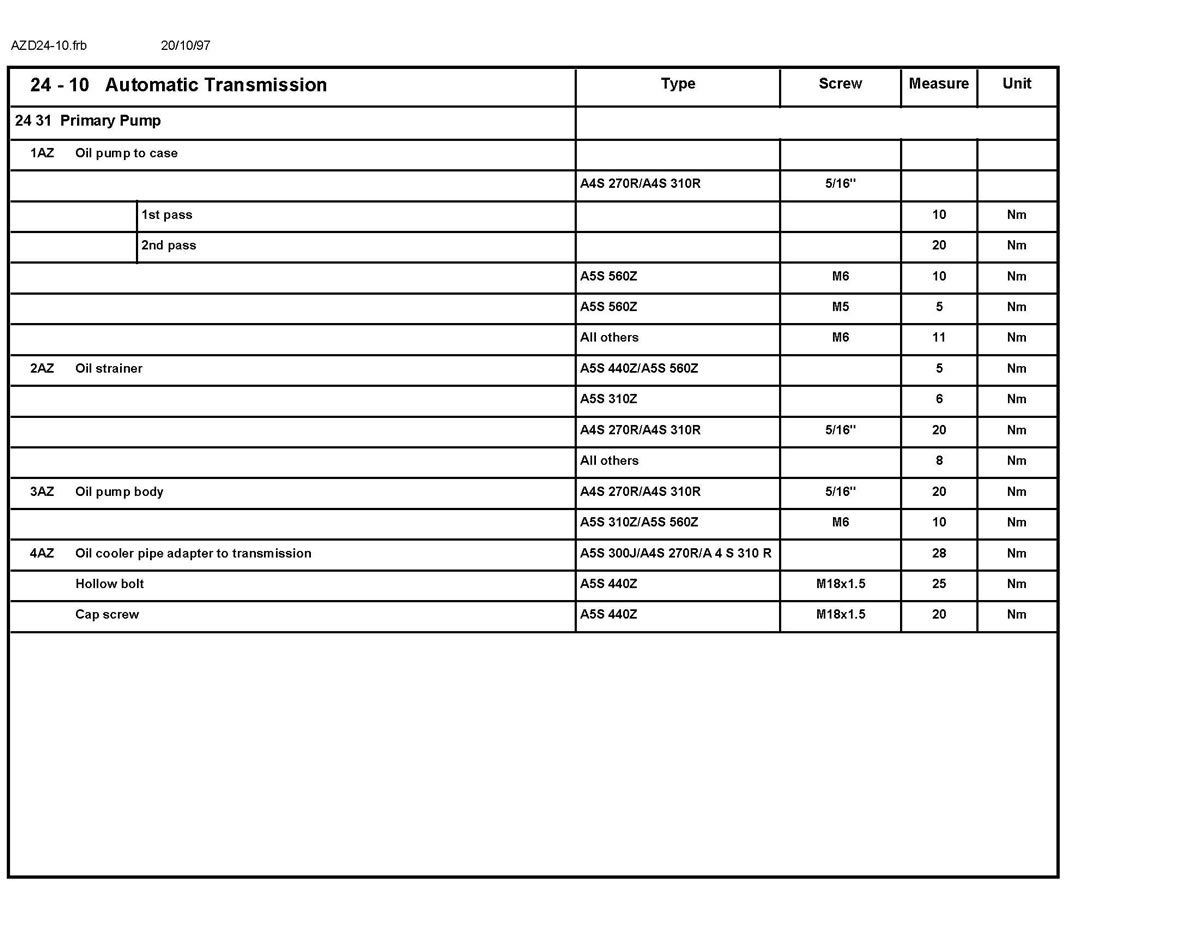 AZD24-10.frb 20/10/97
24 - 10 Automatic Transmission Type Screw Measure Unit
24 31 Primary Pump
1AZ Oil pump to case
A4S 270R/A4S 310R 5/16"
1st pass 10 Nm
2nd pass 20 Nm
A5S 560Z M6 10 Nm
A5S 560Z M5 5 Nm
All others M6 11 Nm
2AZ Oil strainer A5S 440Z/A5S 560Z 5 Nm
A5S 310Z 6 Nm
A4S 270R/A4S 310R 5/16" 20 Nm
All others 8 Nm
3AZ Oil pump body A4S 270R/A4S 310R 5/16" 20 Nm
A5S 310Z/A5S 560Z M6 10 Nm
4AZ Oil cooler pipe adapter to transmission A5S 300J/A4S 270R/A 4 S 310 R 28 Nm
Hollow bolt A5S 440Z M18x1.5 25 Nm
Cap screw A5S 440Z M18x1.5 20 Nm